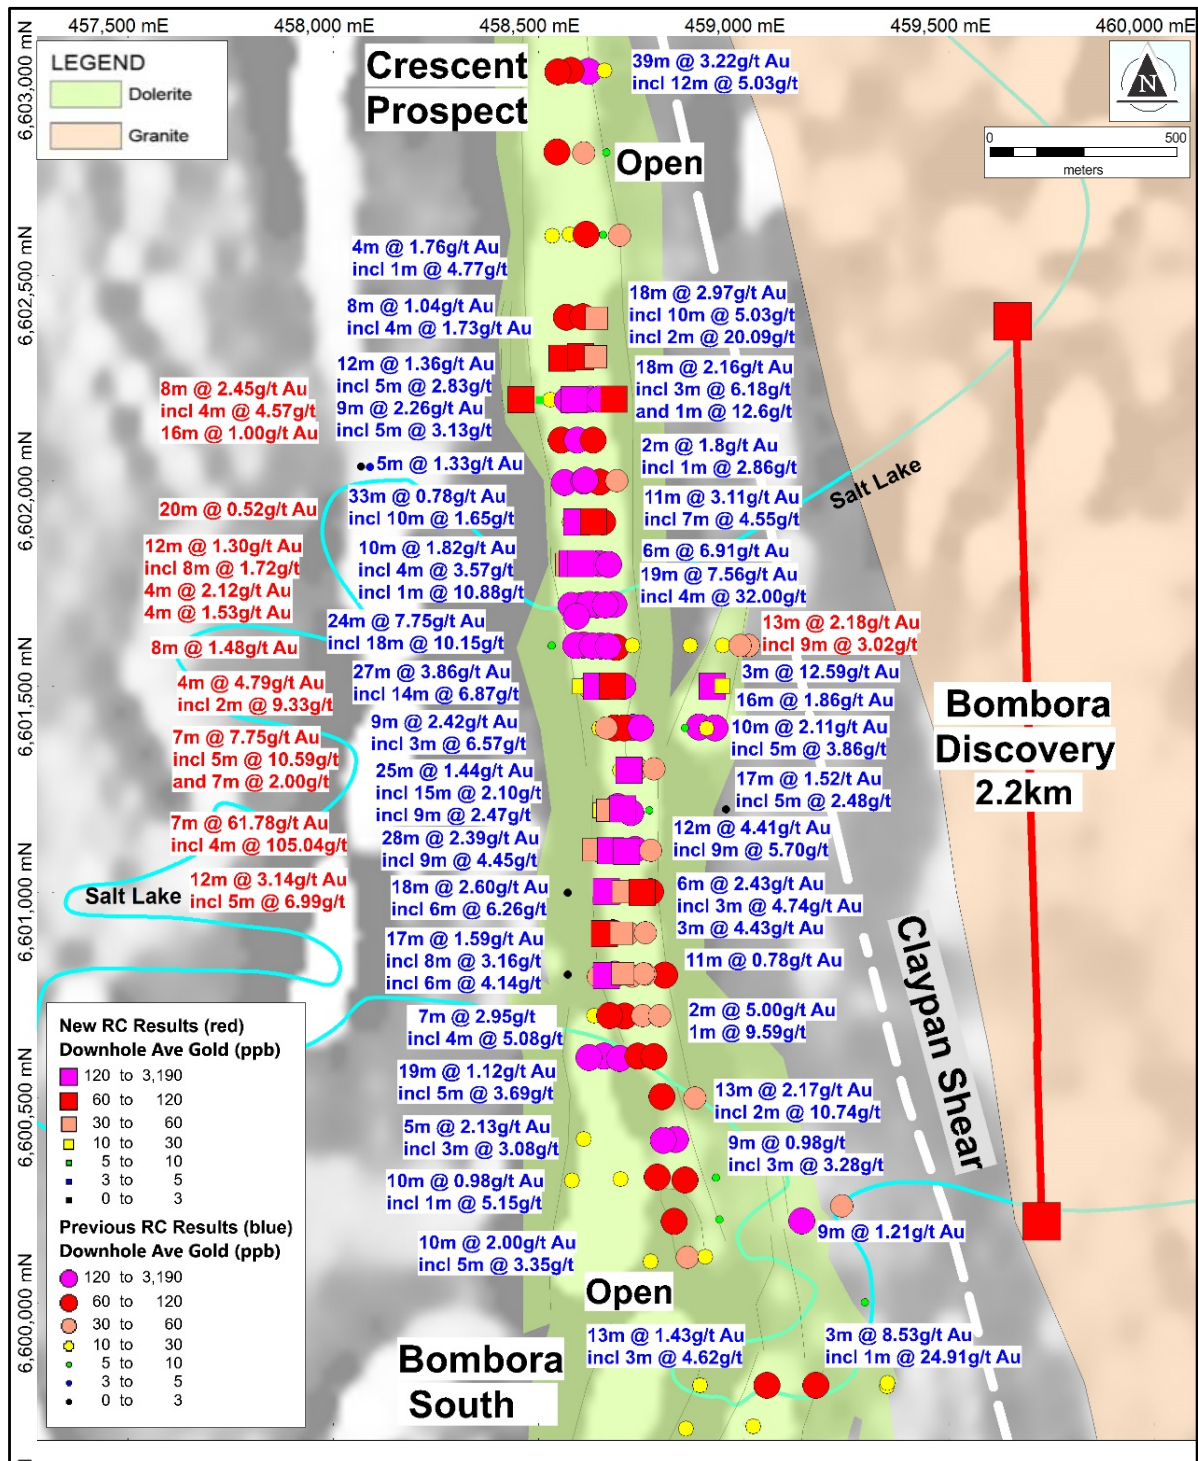 457,500 mE
458,000 mE
458,500 mE
459,000 mE
459,500 mE
460,000 mE
6,603,000 mN
6,602,500 mN
6,602,000 mN
6,601,500 mN
6,601,000 mN
6,600,500 mN
6,600,000 mN
LEGEND
Dolerite
Granite
Crescent
Prospect
39m @ 3.22g/t Au
incl 12m @ 5.03g/t
N
0 500
meters
Open
4m @ 1.76g/t Au
incl 1m @ 4.77g/t
8m @ 1.04g/t Au
incl 4m @ 1.73g/t Au
18m @ 2.97g/t Au
incl 10m @ 5.03g/t
incl 2m @ 20.09g/t
12m @ 1.36g/t Au
incl 5m @ 2.83g/t
9m @ 2.26g/t Au
incl 5m @ 3.13g/t
18m @ 2.16g/t Au
incl 3m @ 6.18g/t
and 1m @ 12.6g/t
8m @ 2.45g/t Au
incl 4m @ 4.57g/t
16m @ 1.00g/t Au
5m @ 1.33g/t Au
2m @ 1.8g/t Au
incl 1m @ 2.86g/t
Salt Lake
33m @ 0.78g/t Au
incl 10m @ 1.65g/t
11m @ 3.11g/t Au
incl 7m @ 4.55g/t
20m @ 0.52g/t Au
12m @ 1.30g/t Au
incl 8m @ 1.72g/t
4m @ 2.12g/t Au
4m @ 1.53g/t Au
10m @ 1.82g/t Au
incl 4m @ 3.57g/t
incl 1m @ 10.88g/t
6m @ 6.91g/t Au
19m @ 7.56g/t Au
incl 4m @ 32.00g/t
24m @ 7.75g/t Au
incl 18m @ 10.15g/t
13m @ 2.18g/t Au
incl 9m @ 3.02g/t
8m @ 1.48g/t Au
27m @ 3.86g/t Au
incl 14m @ 6.87g/t
3m @ 12.59g/t Au
4m @ 4.79g/t Au
incl 2m @ 9.33g/t
16m @ 1.86g/t Au
9m @ 2.42g/t Au
incl 3m @ 6.57g/t
10m @ 2.11g/t Au
incl 5m @ 3.86g/t
Bombora
Discovery
2.2km
7m @ 7.75g/t Au
incl 5m @ 10.59g/t
and 7m @ 2.00g/t
25m @ 1.44g/t Au
incl 15m @ 2.10g/t
incl 9m @ 2.47g/t
17m @ 1.52/t Au
incl 5m @ 2.48g/t
7m @ 61.78g/t Au
incl 4m @ 105.04g/t
28m @ 2.39g/t Au
incl 9m @ 4.45g/t
12m @ 4.41g/t Au
incl 9m @ 5.70g/t
Salt Lake
12m @ 3.14g/t Au
incl 5m @ 6.99g/t
18m @ 2.60g/t Au
incl 6m @ 6.26g/t
6m @ 2.43g/t Au
incl 3m @ 4.74g/t Au
3m @ 4.43g/t Au
17m @ 1.59g/t Au
incl 8m @ 3.16g/t
incl 6m @ 4.14g/t
11m @ 0.78g/t Au
Claypan Shear
7m @ 2.95g/t
incl 4m @ 5.08g/t
2m @ 5.00g/t Au
1m @ 9.59g/t
19m @ 1.12g/t Au
incl 5m @ 3.69g/t
13m @ 2.17g/t Au
incl 2m @ 10.74g/t
5m @ 2.13g/t Au
incl 3m @ 3.08g/t
9m @ 0.98g/t
incl 3m @ 3.28g/t
10m @ 0.98g/t Au
incl 1m @ 5.15g/t
9m @ 1.21g/t Au
10m @ 2.00g/t Au
incl 5m @ 3.35g/t
Open
13m @ 1.43g/t Au
incl 3m @ 4.62g/t
3m @ 8.53g/t Au
incl 1m @ 24.91g/t Au
Bombora
South
New RC Results (red)
Downhole Ave Gold (ppb)
120 to 3,190
60 to 120
30 to 60
10 to 30
5 to 10
3 to 5
0 to 3
Previous RC Results (blue)
Downhole Ave Gold (ppb)
120 to 3,190
60 to 120
30 to 60
10 to 30
5 to 10
3 to 5
0 to 3